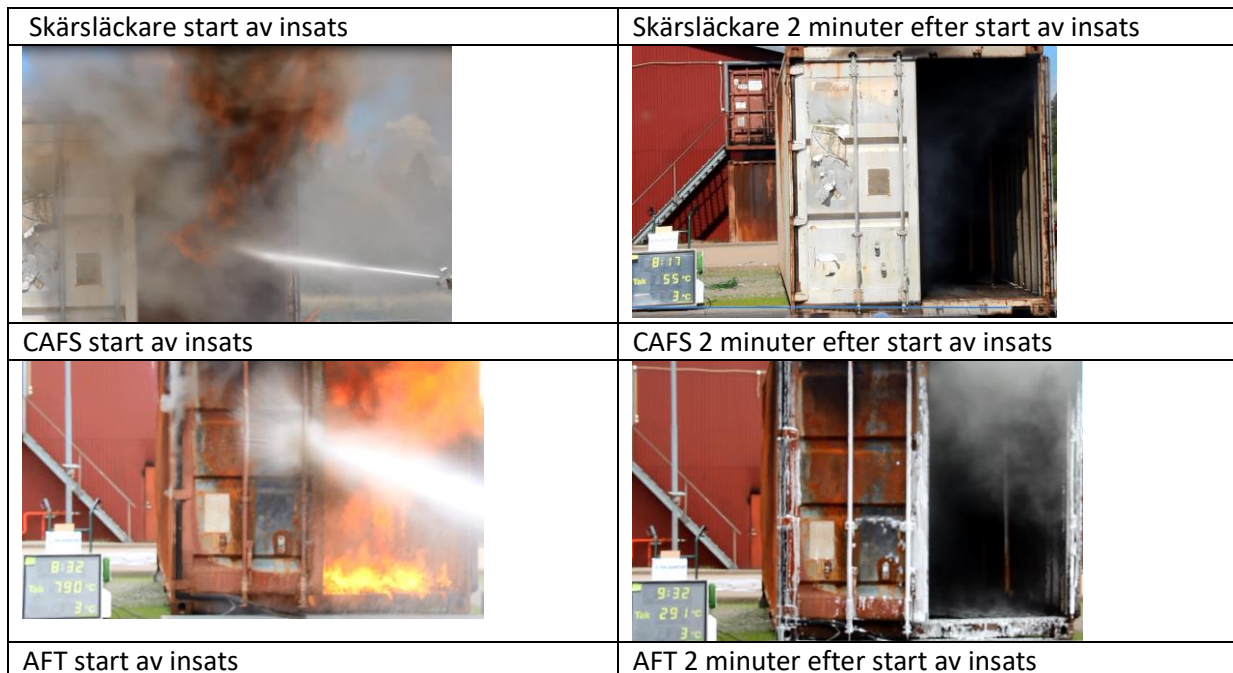 Skärsläckare start av insats
Skärsläckare 2 minuter efter start av insats
8:17
Tak 55 °C
3 °C
CAFS start av insats
CAFS 2 minuter efter start av insats
8:32
Tak 790 °C
3 °C
9:32
Tak 291 °C
3 °C
AFT start av insats
AFT 2 minuter efter start av insats